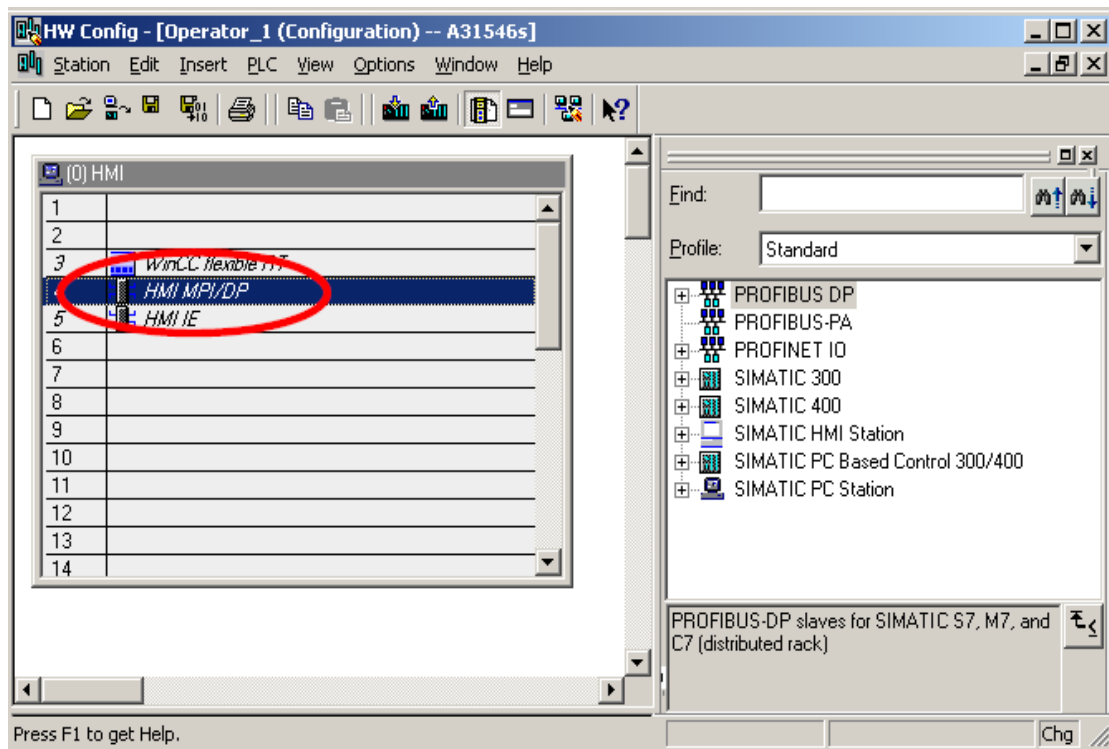 HW Config - [Operator_1 (Configuration) -- A31546s]
Station Edit Insert PLC View Options Window Help
(0) HMI
1
2
3 WinCC flexible RT
4 HMI MPI/DP
5 HMI IE
6
7
8
9
10
11
12
13
14
Find:
Profile: Standard
PROFIBUS DP
PROFIBUS-PA
PROFINET IO
SIMATIC 300
SIMATIC 400
SIMATIC HMI Station
SIMATIC PC Based Control 300/400
SIMATIC PC Station
PROFIBUS-DP slaves for SIMATIC S7, M7, and
C7 (distributed rack)
Press F1 to get Help.
Chg